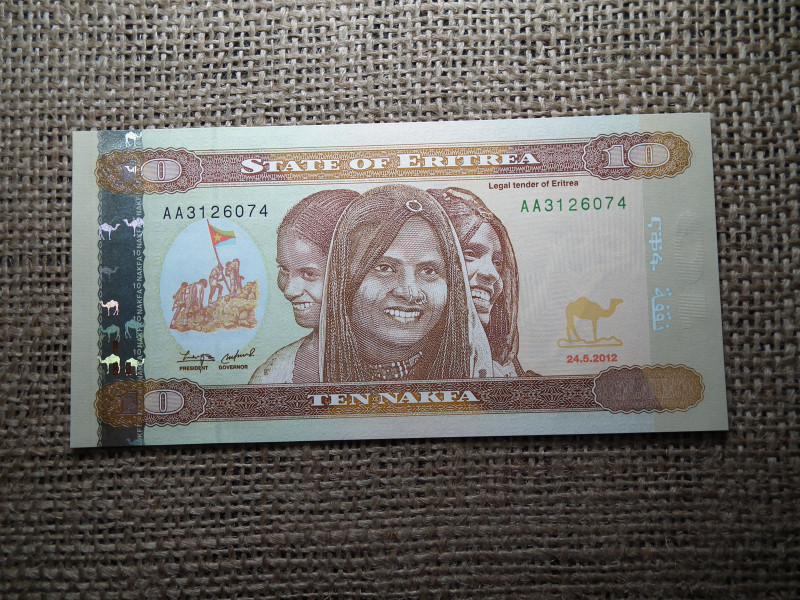 10
STATE OF ERITREA
10
Legal tender of Eritrea
AA3126074
AA3126074
NAKFA
PRESIDENT GOVERNOR
24.5.2012
10
TEN NAKFA